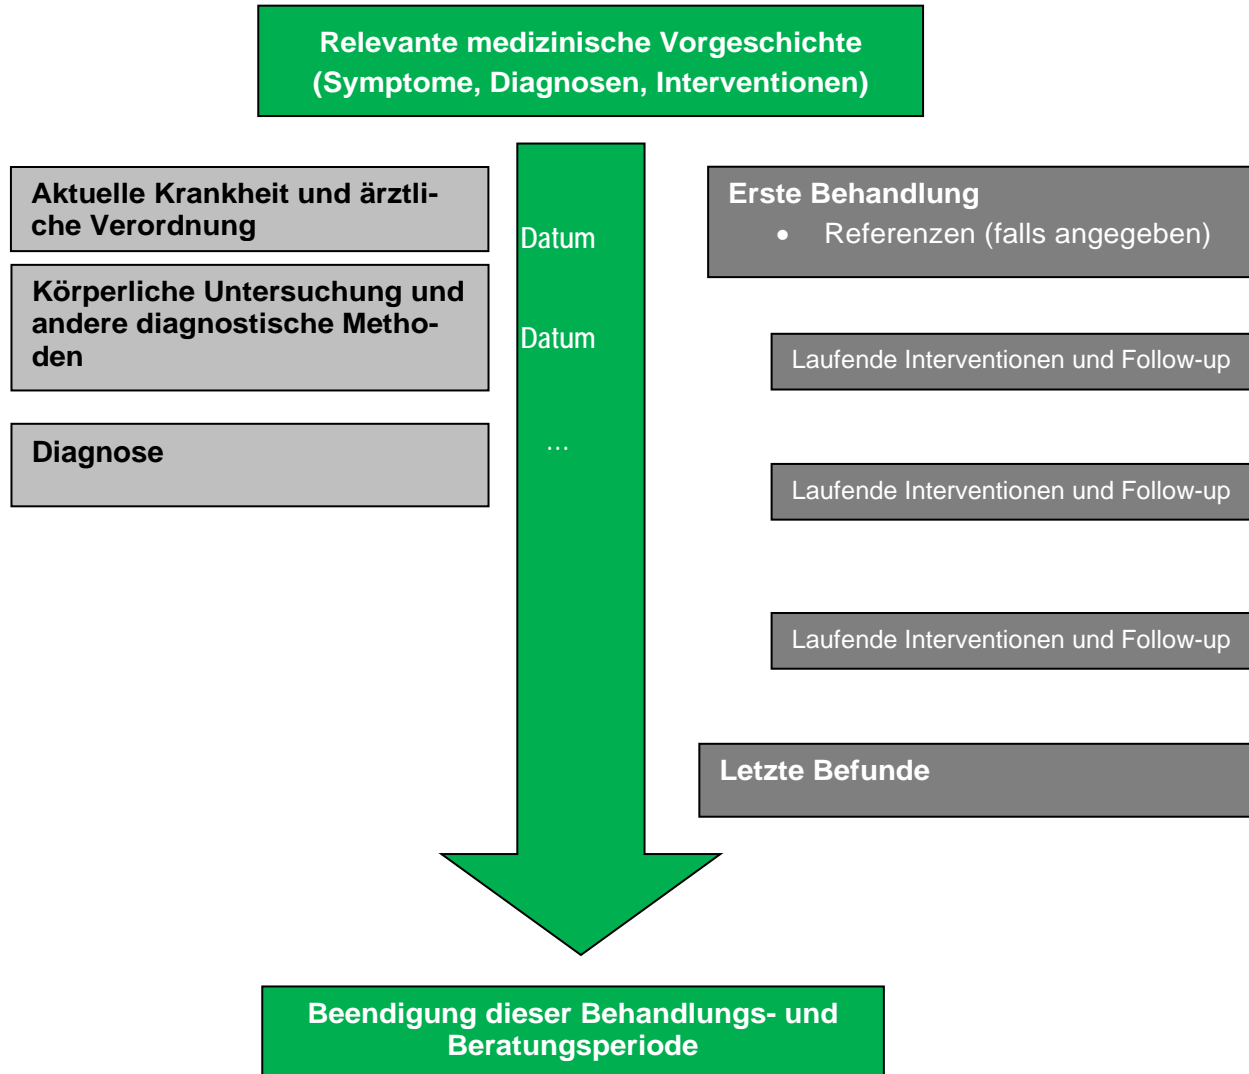 Relevante medizinische Vorgeschichte
(Symptome, Diagnosen, Interventionen)
Aktuelle Krankheit und ärztli-
che Verordnung
Körperliche Untersuchung und
andere diagnostische Metho-
den
Diagnose
Datum
Datum
...
Erste Behandlung
• Referenzen (falls angegeben)
Laufende Interventionen und Follow-up
Laufende Interventionen und Follow-up
Laufende Interventionen und Follow-up
Letzte Befunde
Beendigung dieser Behandlungs- und
Beratungsperiode